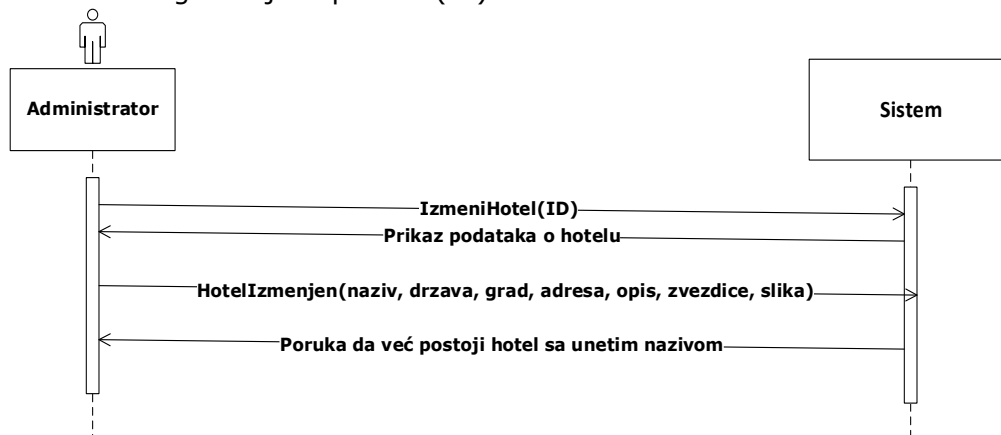 Administrator
Sistem
IzmeniHotel(ID)
Prikaz podataka o hotelu
HotelIzmenjen(naziv, drzava, grad, adresa, opis, zvezdice, slika)
Poruka da već postoji hotel sa unetim nazivom